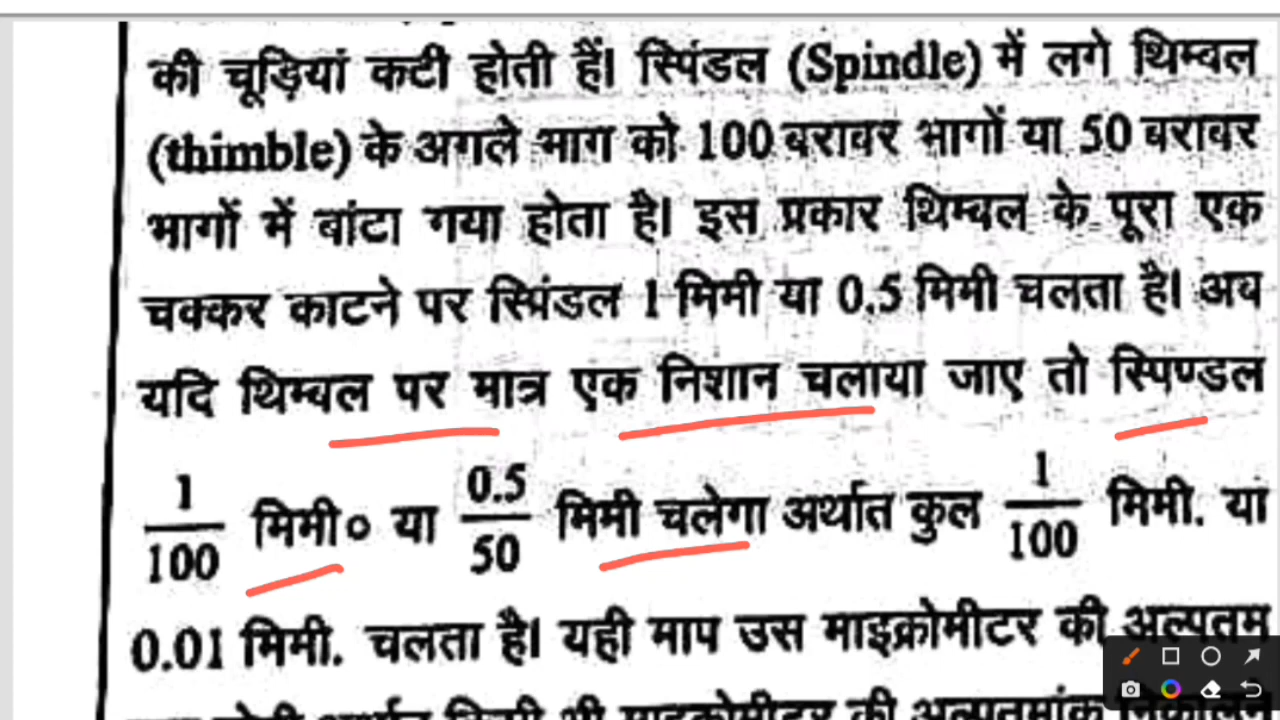 की चूड़ियां कटी होती हैं। स्पिंडल (Spindle) में लगे थिम्बल
(thimble) के अगले भाग को 100 बराबर भागों या 50 बराबर
भागों में बांटा गया होता है। इस प्रकार थिम्बल के पूरा एक
चक्कर काटने पर स्पिंडल 1 मिमी या 0.5 मिमी चलता है। अब
यदि थिम्बल पर मात्र एक निशान चलाया जाए तो स्पिण्डल
1/100 मिमी० या 0.5/50 मिमी चलेगा अर्थात कुल 1/100 मिमी. या
0.01 मिमी. चलता है। यही माप उस माइक्रोमीटर की अल्पतम